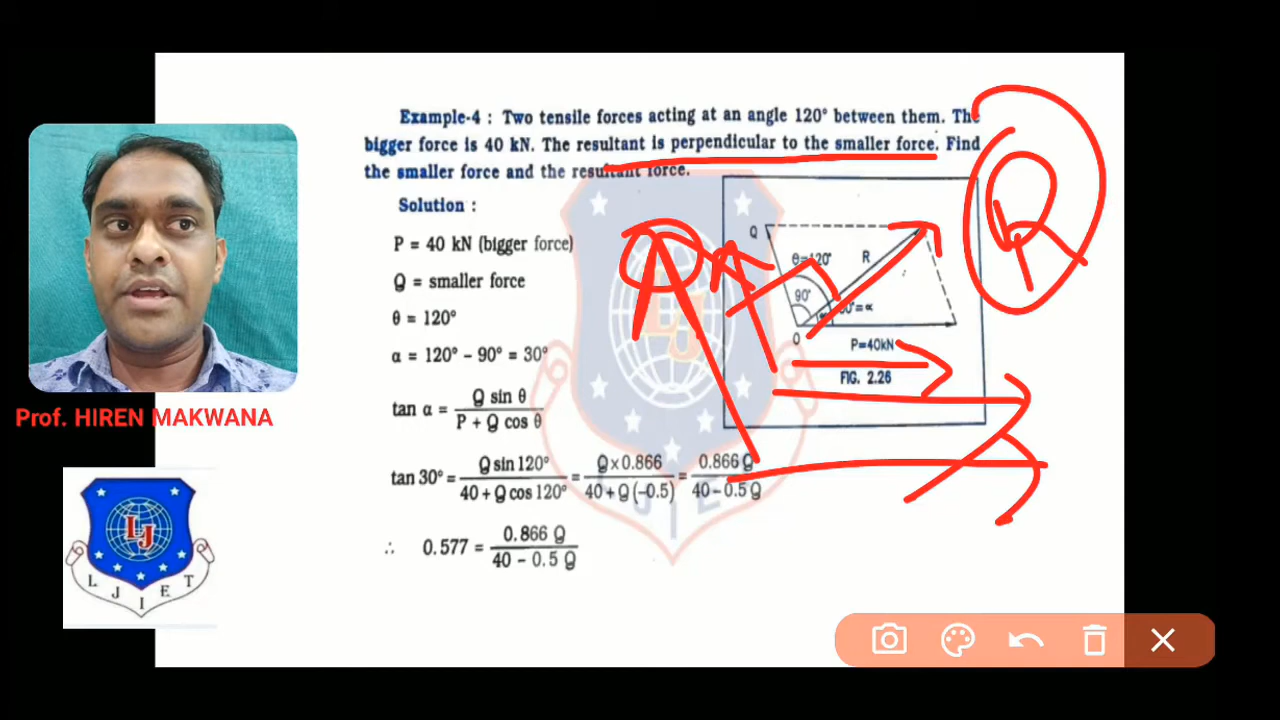 Example-4 : Two tensile forces acting at an angle 120° between them. The
bigger force is 40 kN. The resultant is perpendicular to the smaller force. Find
the smaller force and the resultant force.
Solution :
P = 40 kN (bigger force)
Q = smaller force
θ = 120°
α = 120° – 90° = 30°
tan α = Q sin θ / P + Q cos θ
tan 30° = Q sin 120° / 40 + Q cos 120° = Q x 0.866 / 40 + Q (–0.5) = 0.866 Q / 40 – 0.5 Q
∴ 0.577 = 0.866 Q / 40 – 0.5 Q
Q
θ=120°
R
90°
0°=α
O
P=40kN
FIG. 2.26
R
Prof. HIREN MAKWANA
LJ
L J I E T
LJ
J I E